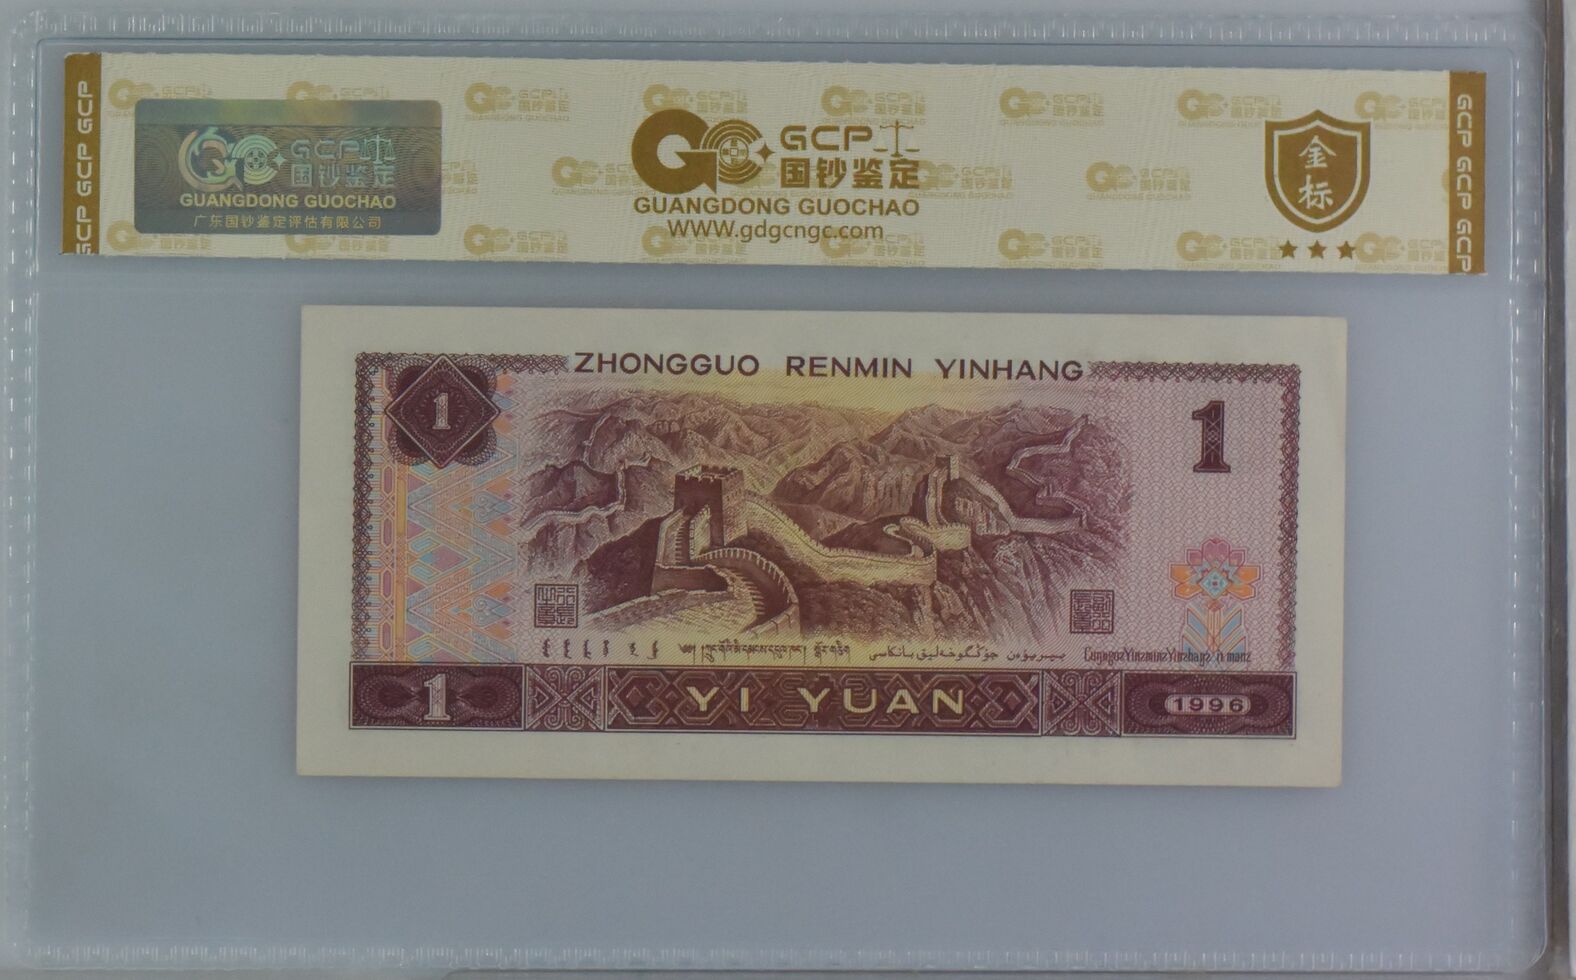 GCP GCP GCP
GCP
国钞鉴定
GUANGDONG GUOCHAO
广东国钞鉴定评估有限公司
GCP
国钞鉴定
GUANGDONG GUOCHAO
WWW.gdgcngc.com
金
标
GCP GCP GCP
ZHONGGUO RENMIN YINHANG
1
1
1
YI YUAN
1996